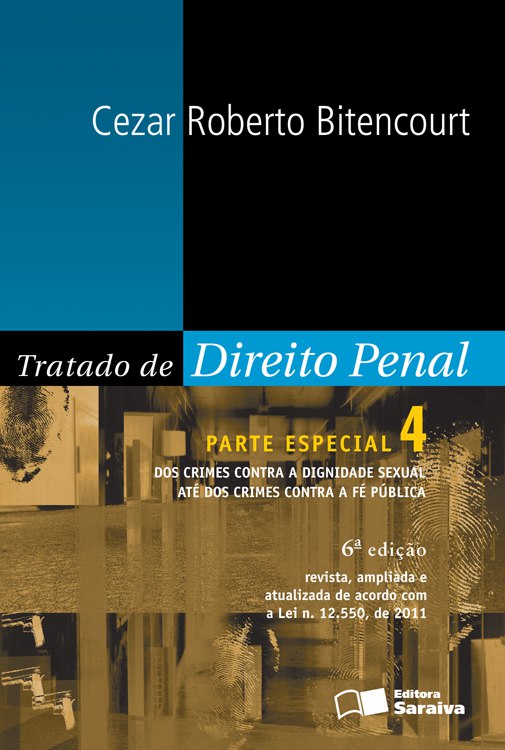 Cezar Roberto Bitencourt
Tratado de Direito Penal
PARTE ESPECIAL 4
DOS CRIMES CONTRA A DIGNIDADE SEXUAL
ATÉ DOS CRIMES CONTRA A FÉ PÚBLICA
6ª edição
revista, ampliada e
atualizada de acordo com
a Lei n. 12.550, de 2011
Editora
Saraiva